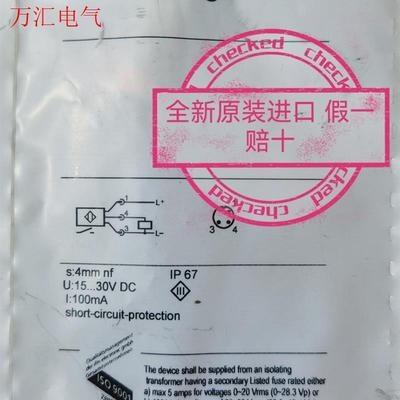 万汇电气
checked
checked
全新原装进口 假一
赔十
1
L+
4
3
L-
3 4
s:4mm nf
IP 67
U:15...30V DC
I:100mA
III
short-circuit-protection
ISO 9001
The device shall be supplied from an isolating
transformer having a secondary Listed fuse rated either
a) max 5 amps for voltages 0~20 Vrms (0~28.3 Vp)